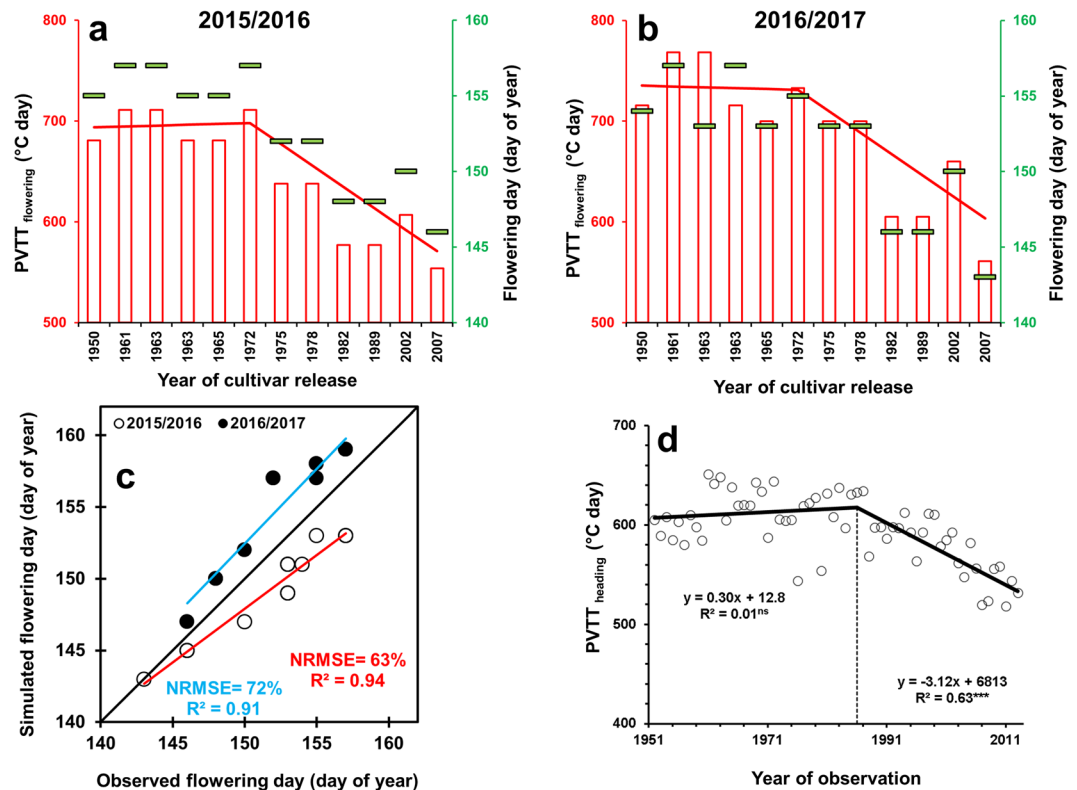 a
2015/2016
800
700
600
500
PVTT flowering (°C day)
160
155
150
145
140
Flowering day (day of year)
1950
1961
1963
1963
1965
1972
1975
1978
1982
1989
2002
2007
Year of cultivar release
b
2016/2017
800
700
600
500
PVTT flowering (°C day)
160
155
150
145
140
Flowering day (day of year)
1950
1961
1963
1963
1965
1972
1975
1978
1982
1989
2002
2007
Year of cultivar release
c
2015/2016
2016/2017
160
155
150
145
140
Simulated flowering day (day of year)
NRMSE= 63%
R² = 0.94
NRMSE= 72%
R² = 0.91
140
145
150
155
160
Observed flowering day (day of year)
d
700
600
500
400
PVTT heading (°C day)
y = 0.30x + 12.8
R² = 0.01ns
y = -3.12x + 6813
R² = 0.63***
1951
1971
1991
2011
Year of observation